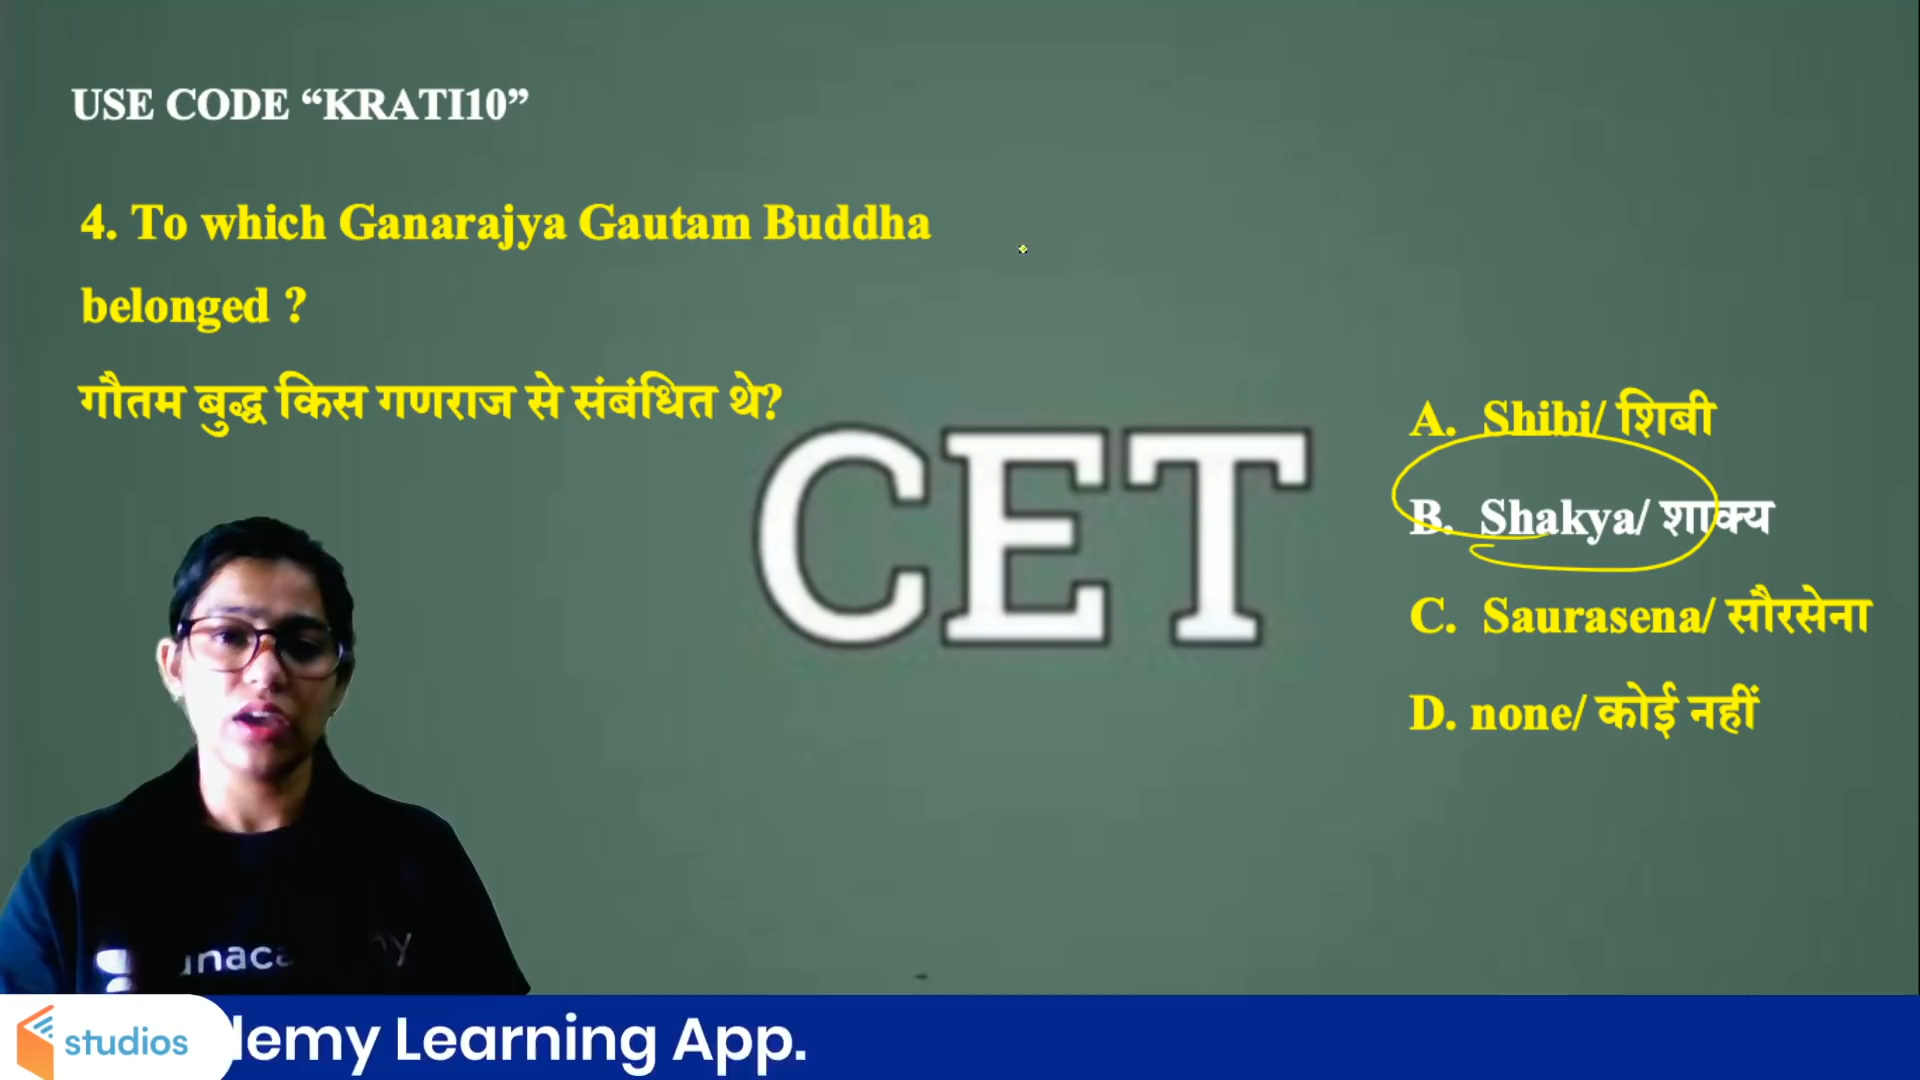 USE CODE “KRATI10”
4. To which Ganarajya Gautam Buddha
belonged ?
गौतम बुद्ध किस गणराज से संबंधित थे?
CET
A. Shibi/ शिबी
B. Shakya/ शाक्य
C. Saurasena/ सौरसेना
D. none/ कोई नहीं
studios
demy Learning App.